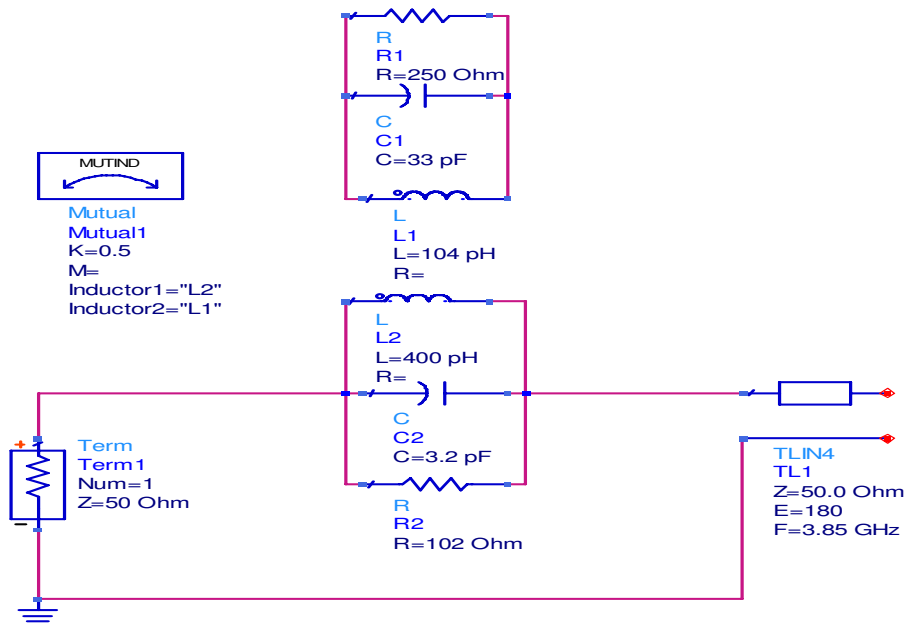 R
R1
R=250 Ohm
C
C1
C=33 pF
MUTIND
Mutual
Mutual1
K=0.5
M=
Inductor1="L2"
Inductor2="L1"
L
L1
L=104 pH
R=
L
L2
L=400 pH
R=
C
C2
C=3.2 pF
R
R2
R=102 Ohm
+
Term
Term1
Num=1
Z=50 Ohm
−
TLIN4
TL1
Z=50.0 Ohm
E=180
F=3.85 GHz